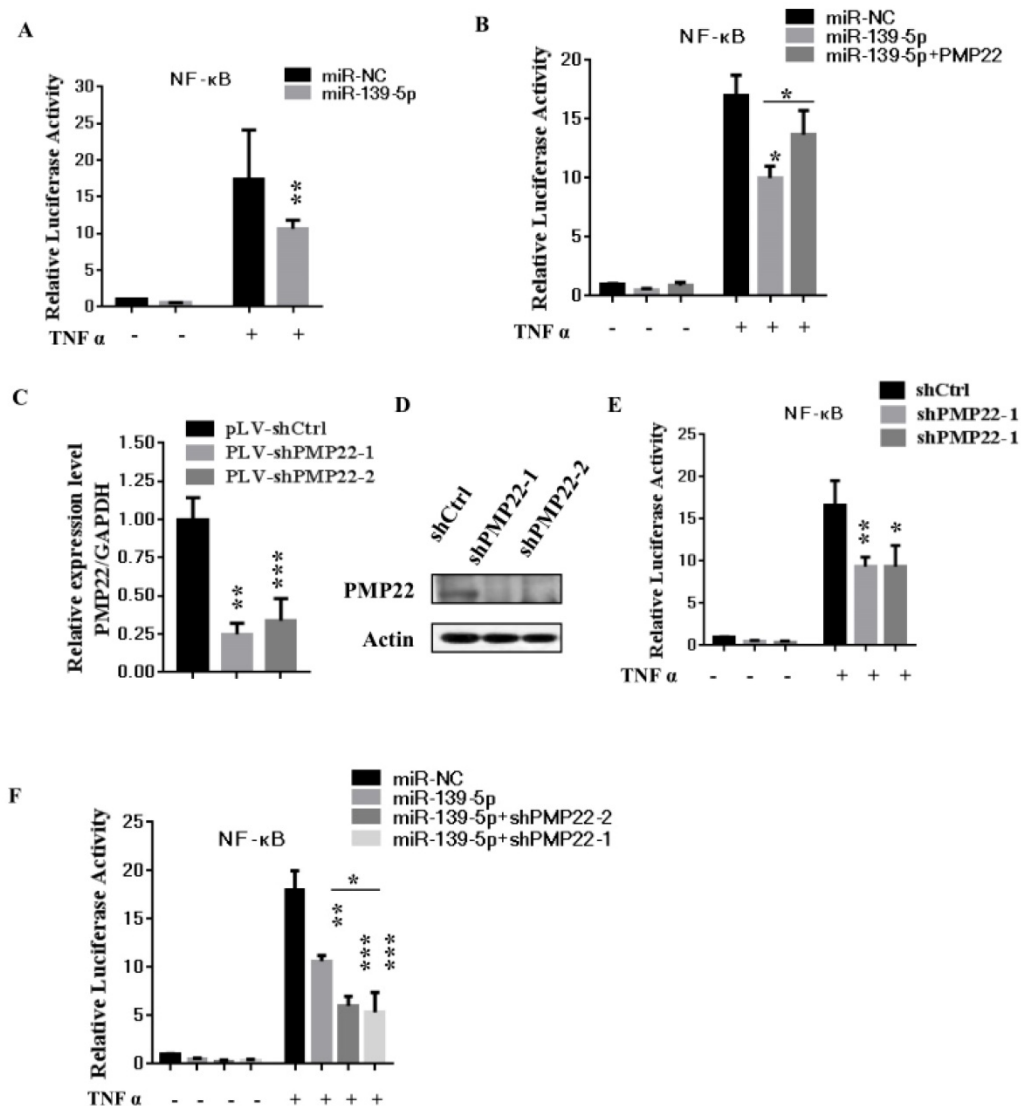 A
NF-κB
miR-NC
miR-139-5p
Relative Luciferase Activity
30
25
20
15
10
5
0
**
TNF α - - + +
B
NF-κB
miR-NC
miR-139-5p
miR-139-5p+PMP22
Relative Luciferase Activity
20
15
10
5
0
*
*
TNF α - - - + + +
C
pLV-shCtrl
PLV-shPMP22-1
PLV-shPMP22-2
Relative expression level
PMP22/GAPDH
1.50
1.25
1.00
0.75
0.50
0.25
0.00
**
***
D
shCtrl
shPMP22-1
shPMP22-2
PMP22
Actin
E
NF-κB
shCtrl
shPMP22-1
shPMP22-1
Relative Luciferase Activity
25
20
15
10
5
0
**
*
TNF α - - - + + +
F
NF-κB
miR-NC
miR-139-5p
miR-139-5p+shPMP22-2
miR-139-5p+shPMP22-1
Relative Luciferase Activity
25
20
15
10
5
0
*
**
***
***
TNF α - - - - + + + +